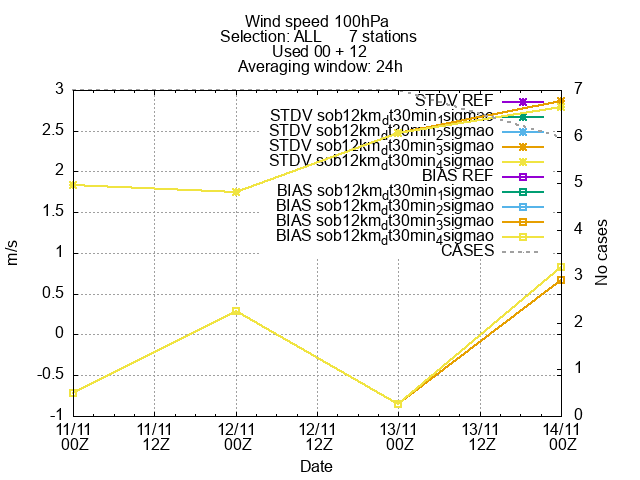 Wind speed 100hPa
Selection: ALL 7 stations
Used 00 + 12
Averaging window: 24h
3
2.5
2
1.5
1
0.5
0
-0.5
-1
m/s
7
6
5
4
3
2
1
0
No cases
STDV REF
STDV sob12km_dt30min_1sigmao
STDV sob12km_dt30min_2sigmao
STDV sob12km_dt30min_3sigmao
STDV sob12km_dt30min_4sigmao
BIAS REF
BIAS sob12km_dt30min_1sigmao
BIAS sob12km_dt30min_2sigmao
BIAS sob12km_dt30min_3sigmao
BIAS sob12km_dt30min_4sigmao
CASES
11/11 11/11 12/11 12/11 13/11 13/11 14/11
00Z 12Z 00Z 12Z 00Z 12Z 00Z
Date